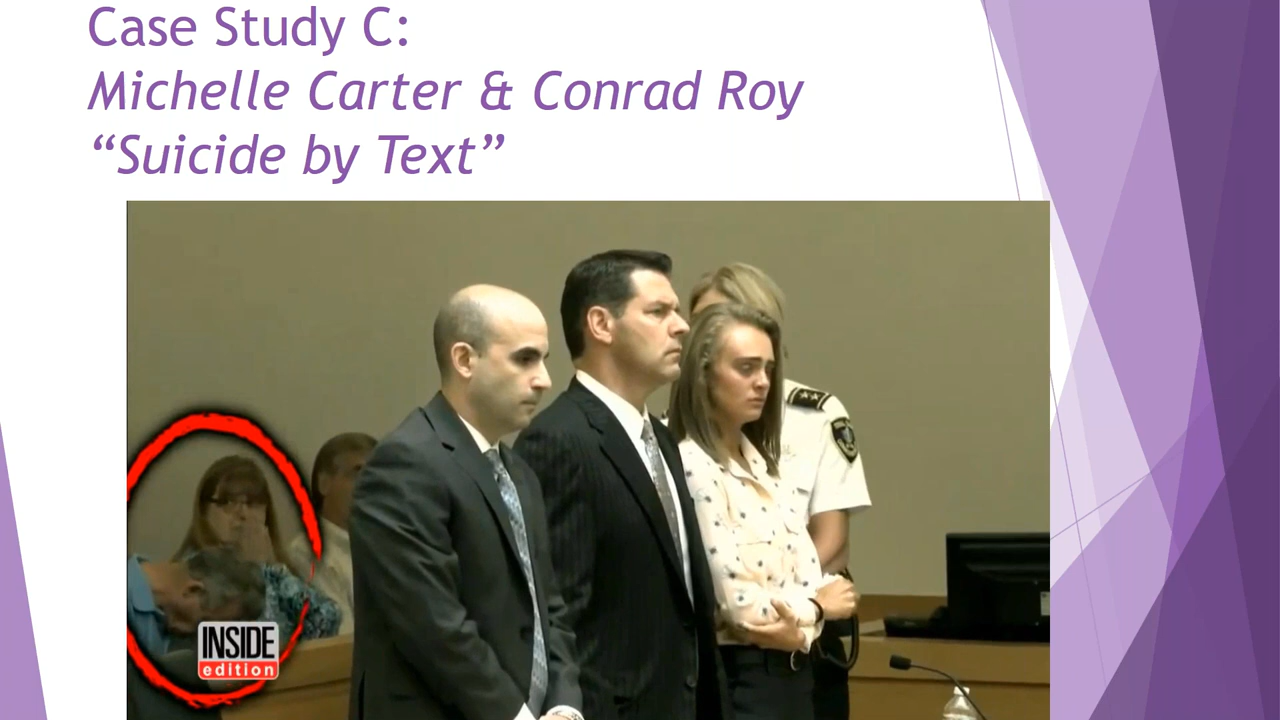 Case Study C:
Michelle Carter & Conrad Roy
“Suicide by Text”
INSIDE
edition